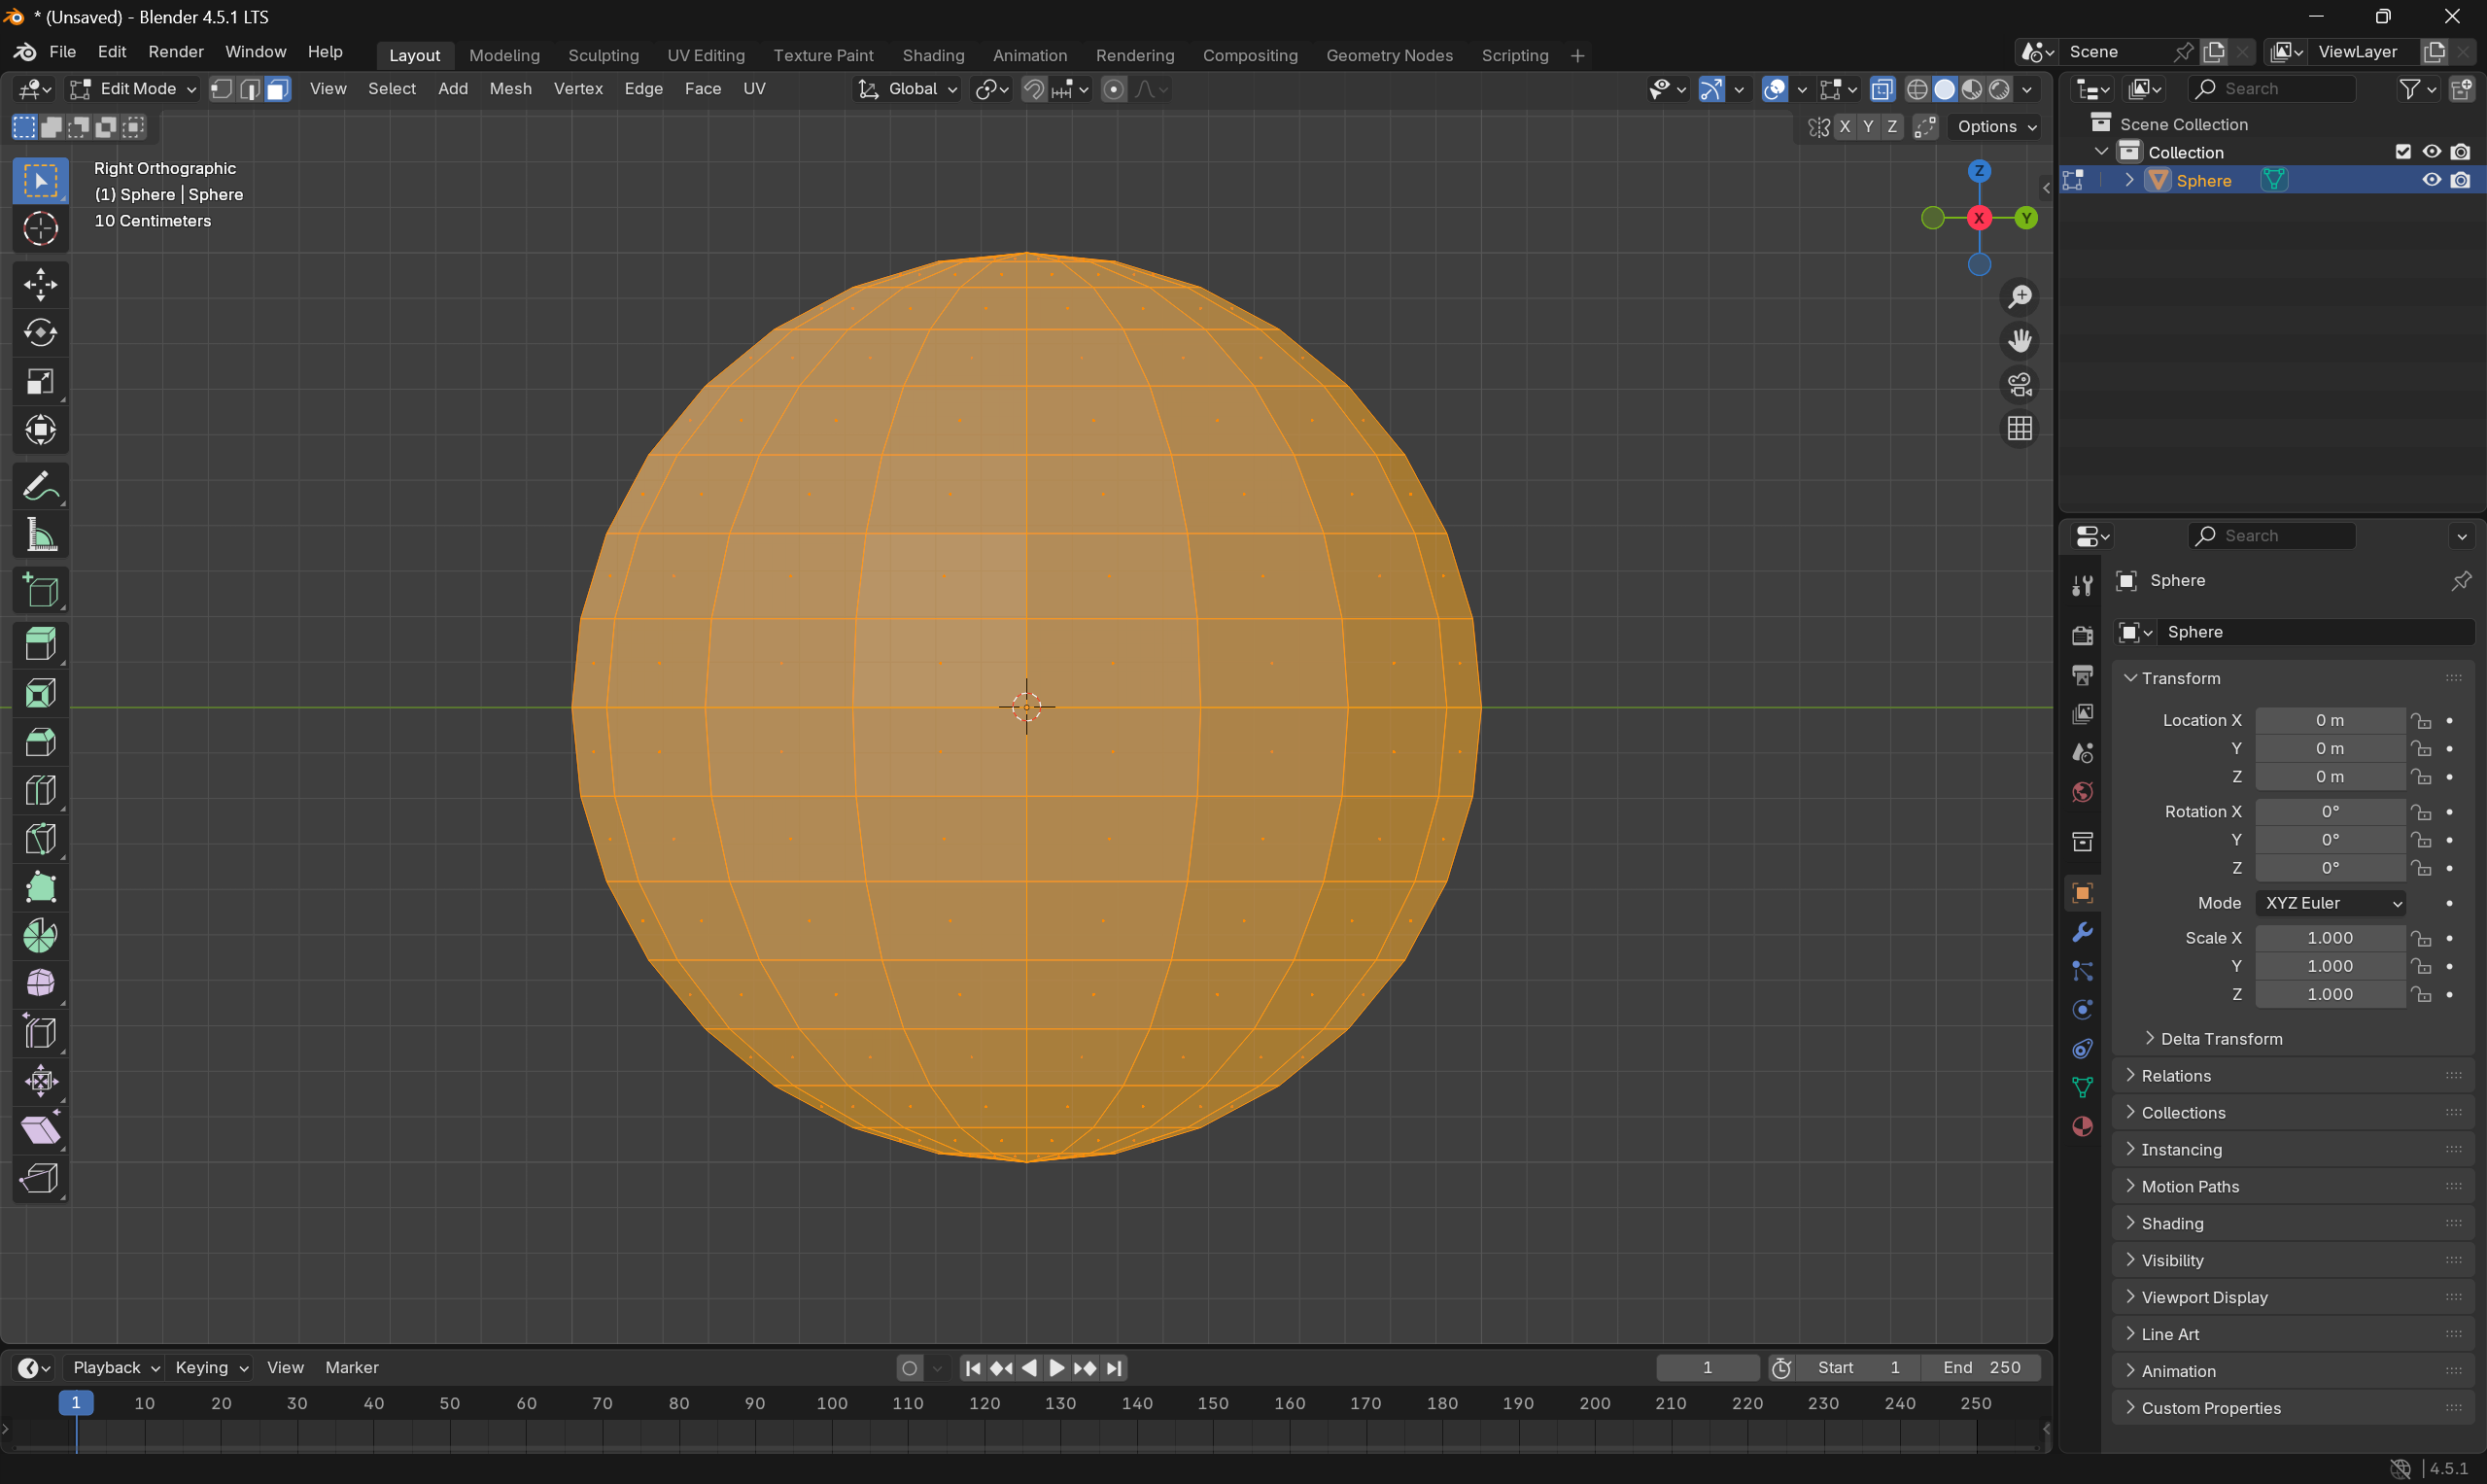 * (Unsaved) - Blender 4.5.1 LTS
File Edit Render Window Help Layout Modeling Sculpting UV Editing Texture Paint Shading Animation Rendering Compositing Geometry Nodes Scripting + Scene ViewLayer
Edit Mode View Select Add Mesh Vertex Edge Face UV Global Search
X Y Z Options
Right Orthographic
(1) Sphere | Sphere
10 Centimeters
Z
X
Y
Scene Collection
Collection
Sphere
Search
Sphere
Sphere
Transform
Location X 0 m
Y 0 m
Z 0 m
Rotation X 0°
Y 0°
Z 0°
Mode XYZ Euler
Scale X 1.000
Y 1.000
Z 1.000
Delta Transform
Relations
Collections
Instancing
Motion Paths
Shading
Visibility
Viewport Display
Line Art
Animation
Custom Properties
Playback Keying View Marker 1 Start 1 End 250
1 10 20 30 40 50 60 70 80 90 100 110 120 130 140 150 160 170 180 190 200 210 220 230 240 250
4.5.1